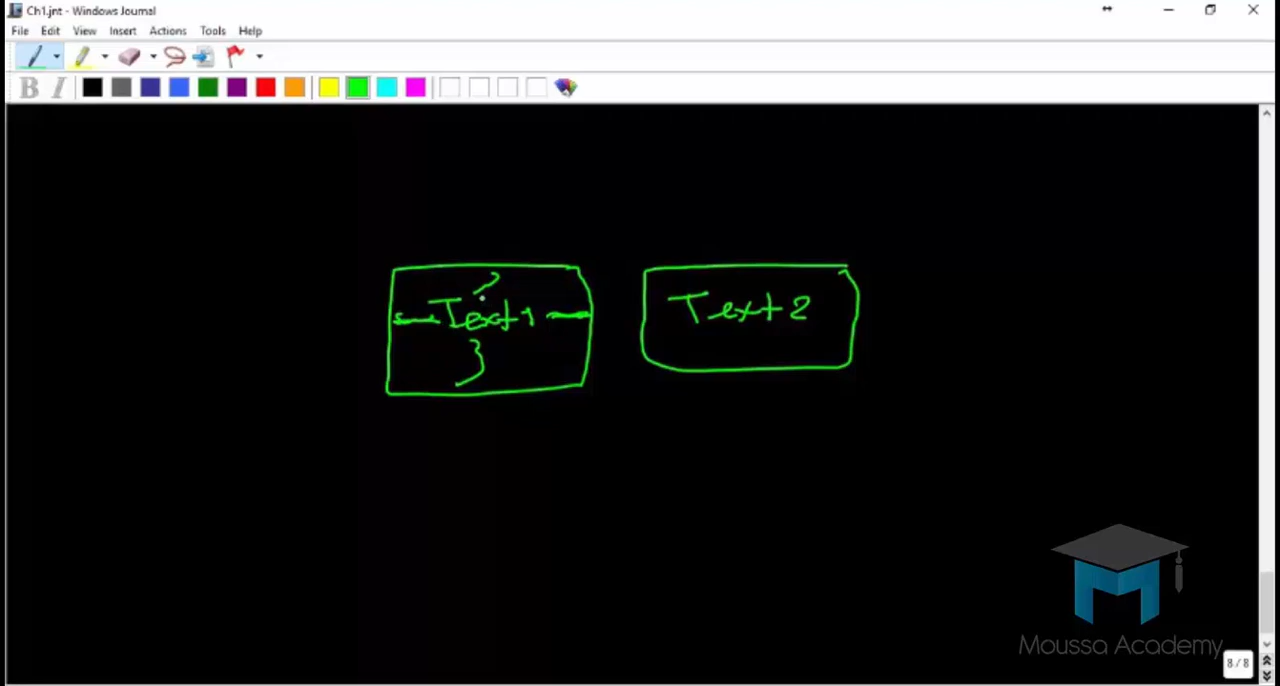 Ch1.jnt - Windows Journal
File Edit View Insert Actions Tools Help
B I
Text1
Text2
Moussa Academy
8 / 8